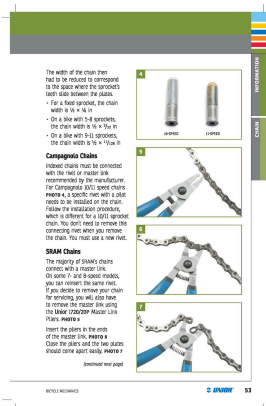 The width of the chain then
had to be reduced to correspond
to the space where the sprocket's
teeth slide between the plates.
• For a fixed sprocket, the chain
width is ½ × ⅛ in
• On a bike with 5-8 sprockets,
the chain width is ½ × ³/₃₂ in
• On a bike with 9-11 sprockets,
the chain width is ½ × ¹¹/₁₂₈ in
Campagnolo Chains
Indexed chains must be connected
with the rivet or master link
recommended by the manufacturer.
For Campagnolo 10/11 speed chains
PHOTO 4, a specific rivet with a pilot
needs to be installed on the chain.
Follow the installation procedure,
which is different for a 10/11 sprocket
chain. You don't need to remove this
connecting rivet when you remove
the chain. You must use a new rivet.
SRAM Chains
The majority of SRAM's chains
connect with a master link.
On some 7- and 8-speed models,
you can reinsert the same rivet.
If you decide to remove your chain
for servicing, you will also have
to remove the master link using
the Unior 1720/2DP Master Link
Pliers. PHOTO 5
Insert the pliers in the ends
of the master link. PHOTO 6
Close the pliers and the two plates
should come apart easily. PHOTO 7
(continued next page)
4
10-SPEED
11-SPEED
5
6
7
INFORMATION
CHAIN
BICYCLE MECHANICS
UNIOR
53